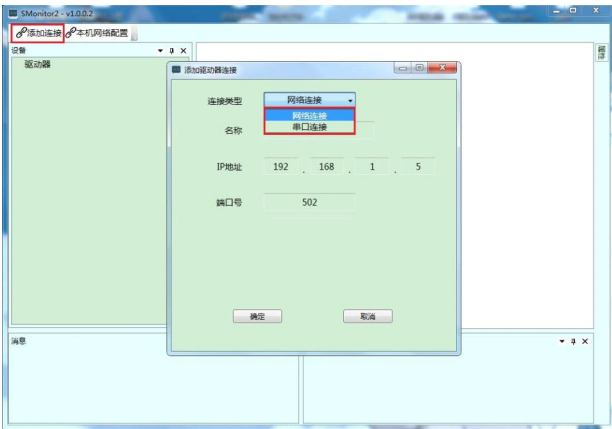 SMonitor2 - v1.0.0.2
添加连接 本机网络配置
设备
驱动器
添加驱动器连接
连接类型 网络连接
网络连接
串口连接
名称
IP地址 192 . 168 . 1 . 5
端口号 502
确定 取消
消息